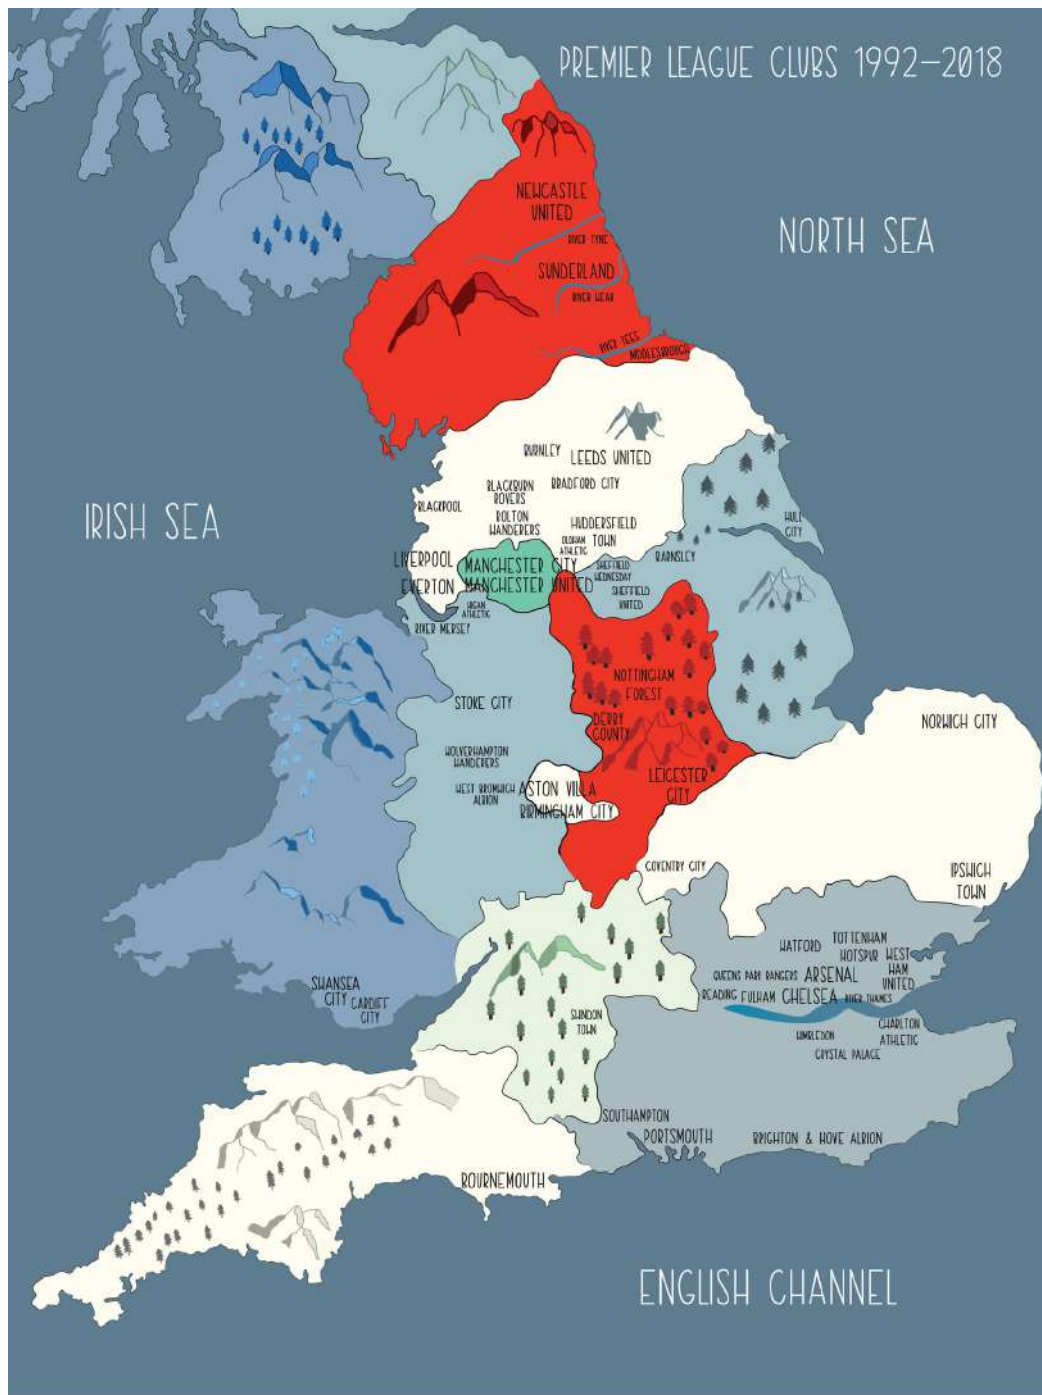 PREMIER LEAGUE CLUBS 1992–2018
NEWCASTLE
UNITED
NORTH SEA
RIVER TYNE
SUNDERLAND
RIVER WEAR
RIVER TEES
MIDDLESBROUGH
BURNLEY
LEEDS UNITED
BLACKBURN
ROVERS
BRADFORD CITY
BLACKPOOL
IRISH SEA
BOLTON
WANDERERS
HUDDERSFIELD
TOWN
HULL
CITY
OLDHAM
ATHLETIC
BARNSLEY
LIVERPOOL
MANCHESTER CITY
SHEFFIELD
WEDNESDAY
EVERTON
MANCHESTER UNITED
SHEFFIELD
UNITED
WIGAN
ATHLETIC
RIVER MERSEY
NOTTINGHAM
FOREST
STOKE CITY
DERBY
COUNTY
NORWICH CITY
WOLVERHAMPTON
WANDERERS
LEICESTER
CITY
WEST BROMWICH
ALBION
ASTON VILLA
BIRMINGHAM CITY
COVENTRY CITY
IPSWICH
TOWN
WATFORD
TOTTENHAM
HOTSPUR
WEST
HAM
UNITED
QUEENS PARK RANGERS
ARSENAL
SWANSEA
CITY
CARDIFF
CITY
READING
FULHAM
CHELSEA
RIVER THAMES
SWINDON
TOWN
CHARLTON
ATHLETIC
WIMBLEDON
CRYSTAL PALACE
SOUTHAMPTON
PORTSMOUTH
BRIGHTON & HOVE ALBION
BOURNEMOUTH
ENGLISH CHANNEL